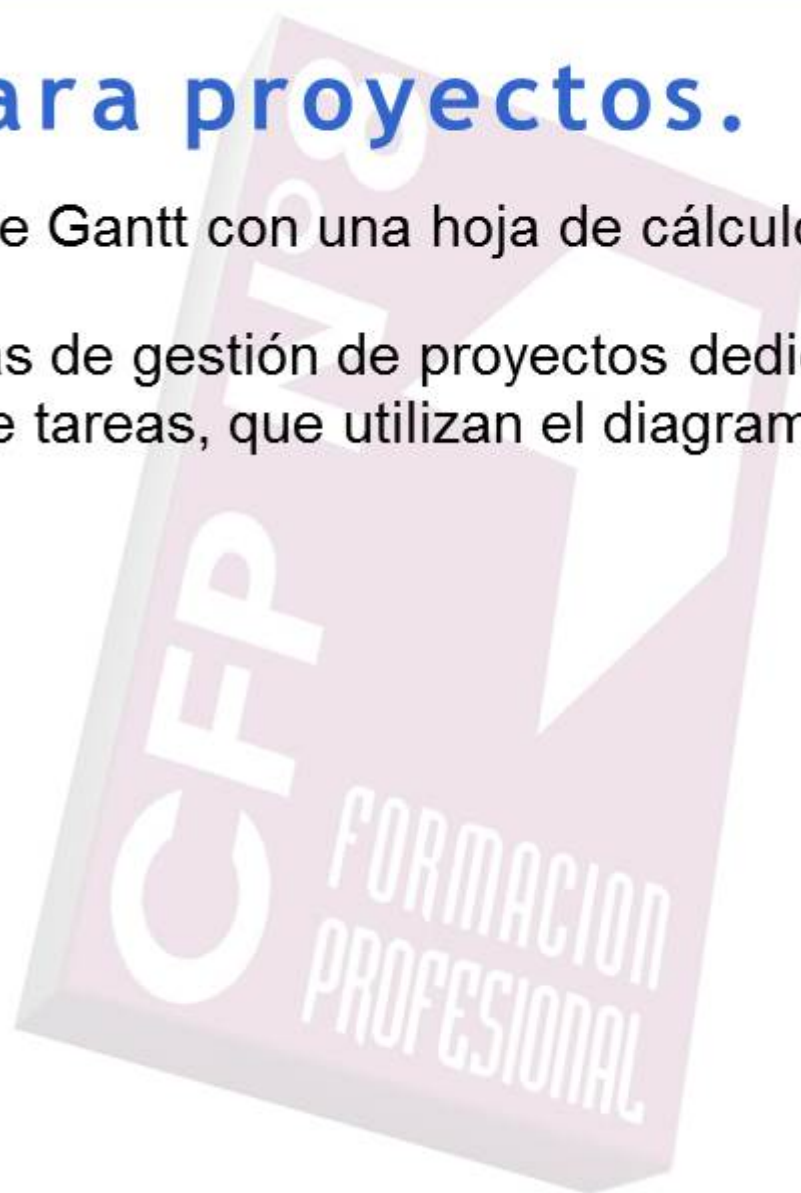 ara proyectos.
e Gantt con una hoja de cálculo
as de gestión de proyectos dedi
e tareas, que utilizan el diagram
CFP N°8
FORMACION
PROFESIONAL